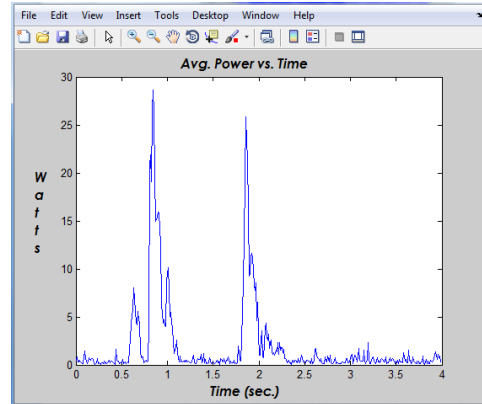 File Edit View Insert Tools Desktop Window Help
Avg. Power vs. Time
30
25
20
15
10
5
0
Watts
0 0.5 1 1.5 2 2.5 3 3.5 4
Time (sec.)